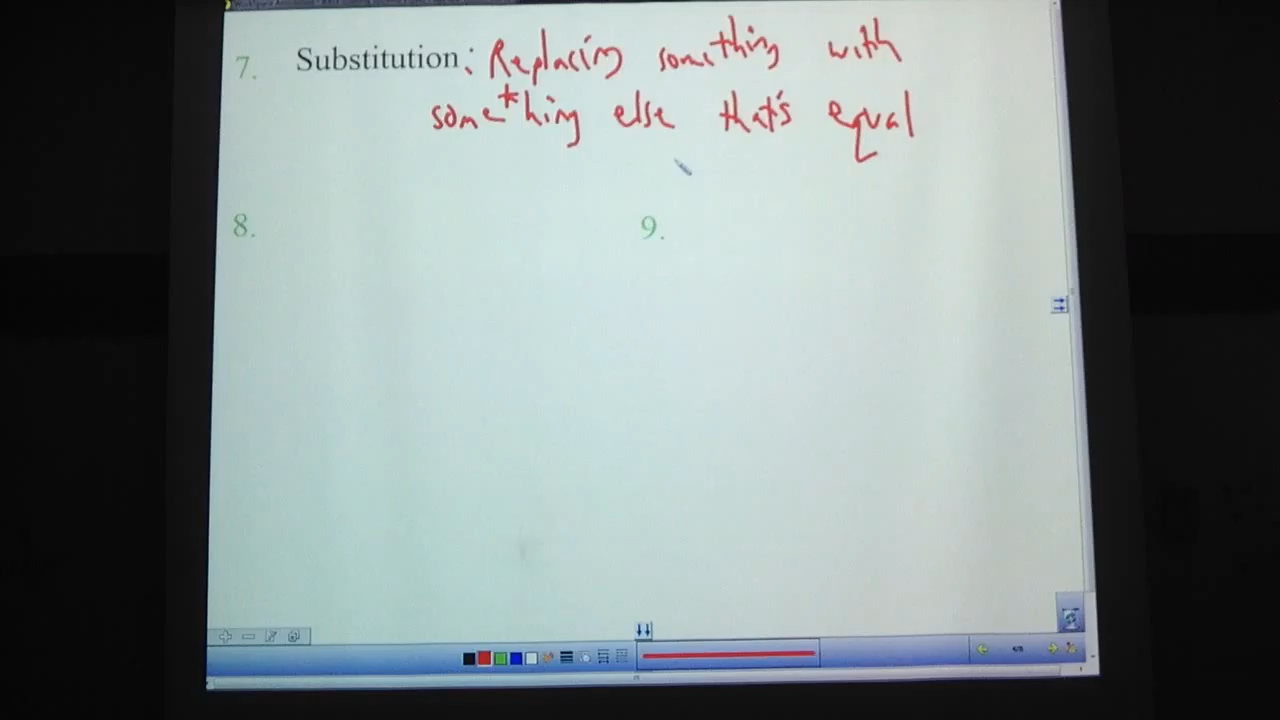 7. Substitution : Replacing something with
something else that's equal
8. 9.